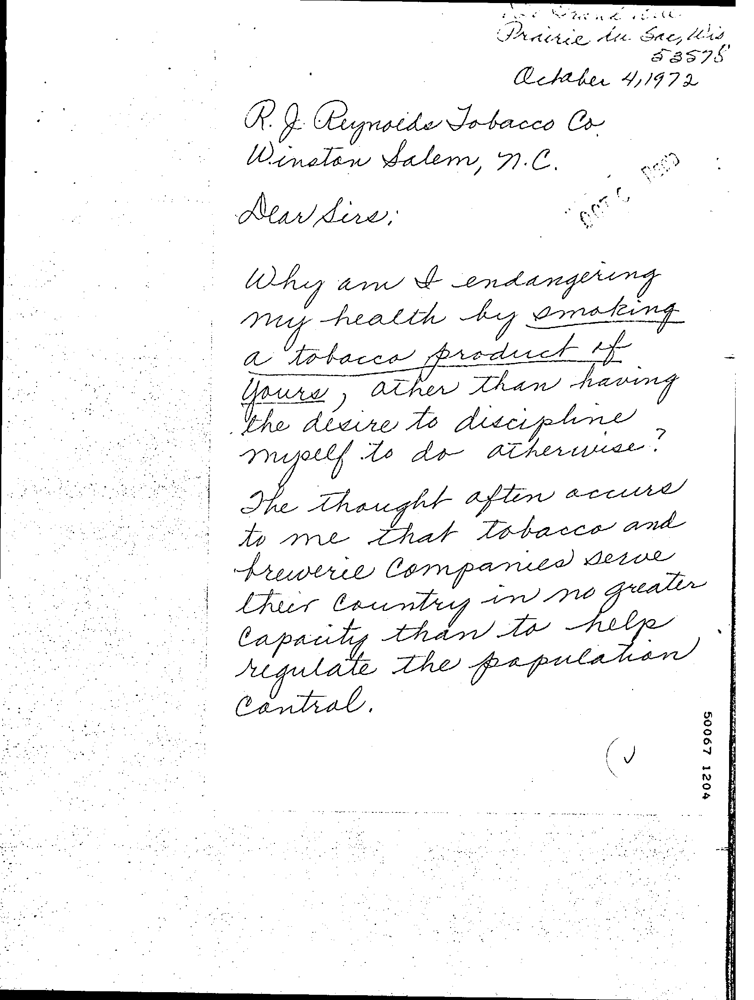 Prairie du Sac, Wis
53578
October 4, 1972
R. J. Reynolds Tobacco Co.
Winston Salem, N.C.
OCT 6 RECD
Dear Sirs:
Why am I endangering
my health by smoking
a tobacco product of
yours, other than having
the desire to discipline
myself to do otherwise?
The thought often occurs
to me that tobacco and
brewerie companies serve
their country in no greater
capacity than to help
regulate the population
control.
50067 1204